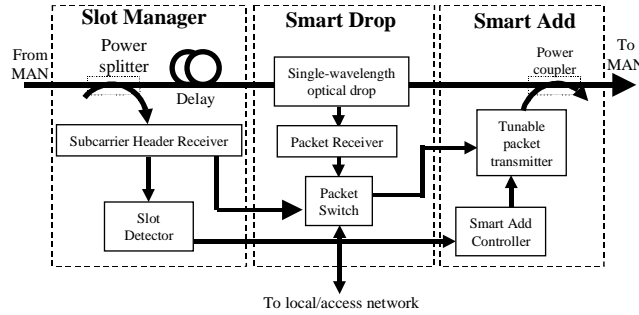 Slot Manager
Smart Drop
Smart Add
From
MAN
Power
splitter
Delay
Single-wavelength
optical drop
Power
coupler
To
MAN
Subcarrier Header Receiver
Packet Receiver
Tunable
packet
transmitter
Slot
Detector
Packet
Switch
Smart Add
Controller
To local/access network